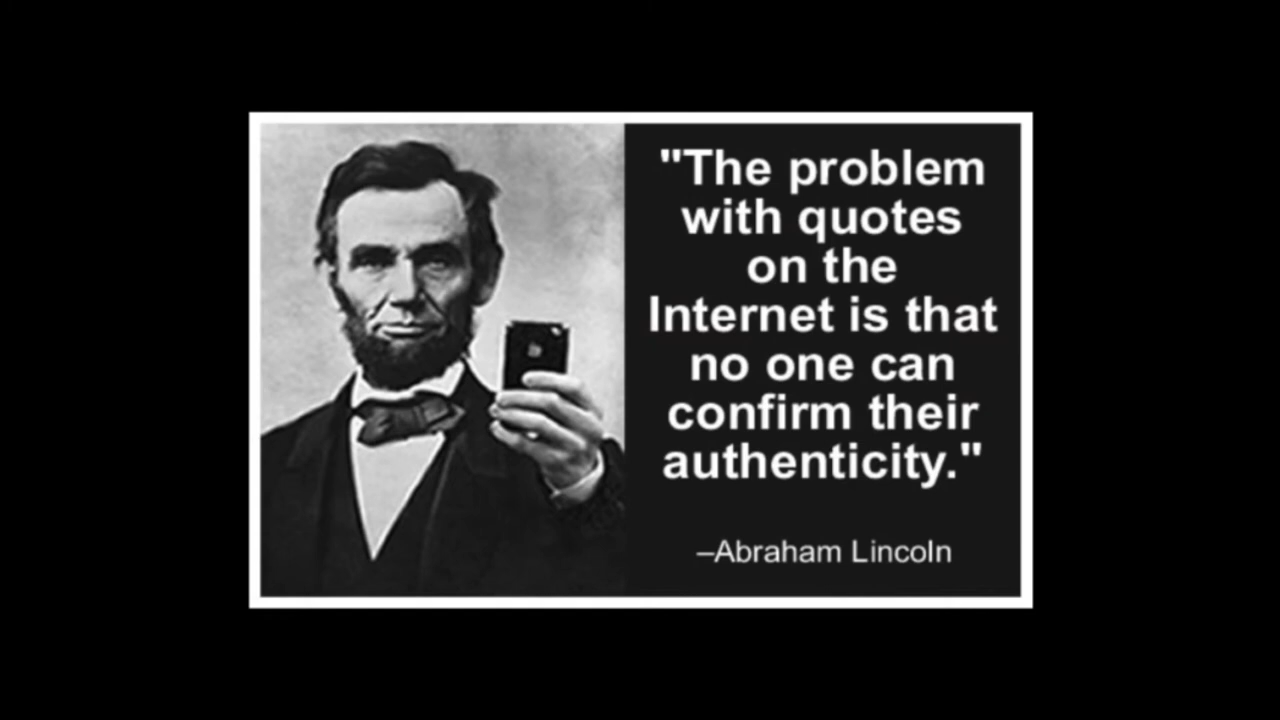 "The problem
with quotes
on the
Internet is that
no one can
confirm their
authenticity."
–Abraham Lincoln